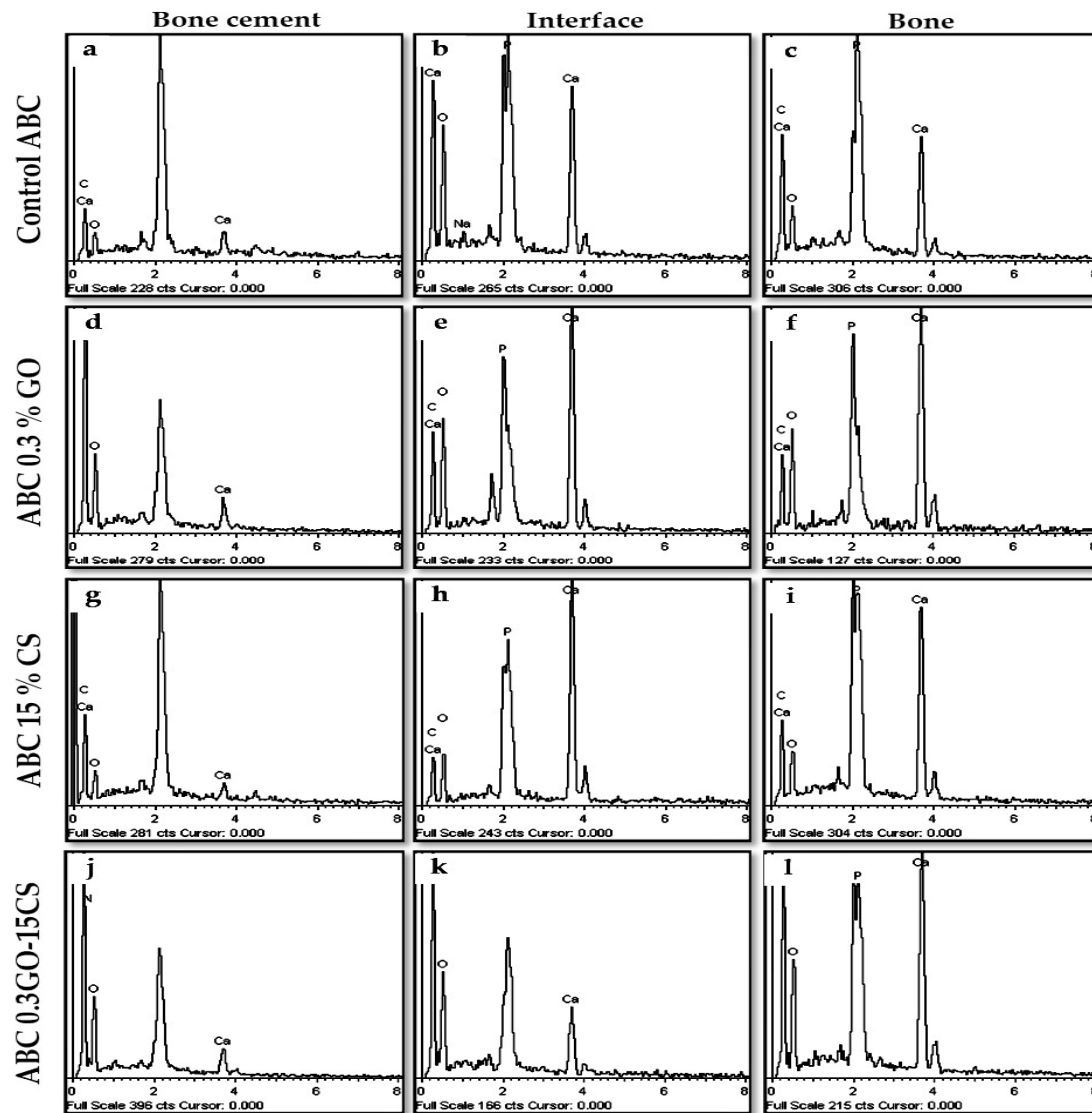 Bone cement Interface Bone
Control ABC
a
C
Ca
O
Ca
0 2 4 6 8
Full Scale 228 cts Cursor: 0.000
b
Ca
O
Na
P
Ca
0 2 4 6 8
Full Scale 265 cts Cursor: 0.000
c
C
Ca
O
P
Ca
0 2 4 6 8
Full Scale 306 cts Cursor: 0.000
ABC 0.3 % GO
d
O
Ca
0 2 4 6 8
Full Scale 279 cts Cursor: 0.000
e
C
Ca
O
P
Ca
0 2 4 6 8
Full Scale 233 cts Cursor: 0.000
f
C
Ca
O
P
Ca
0 2 4 6 8
Full Scale 127 cts Cursor: 0.000
ABC 15 % CS
g
C
Ca
O
Ca
0 2 4 6 8
Full Scale 281 cts Cursor: 0.000
h
C
Ca
O
P
Ca
0 2 4 6 8
Full Scale 243 cts Cursor: 0.000
i
C
Ca
O
P
Ca
0 2 4 6 8
Full Scale 304 cts Cursor: 0.000
ABC 0.3GO-15CS
j
N
O
Ca
0 2 4 6 8
Full Scale 396 cts Cursor: 0.000
k
O
Ca
0 2 4 6 8
Full Scale 166 cts Cursor: 0.000
l
O
P
Ca
0 2 4 6 8
Full Scale 215 cts Cursor: 0.000